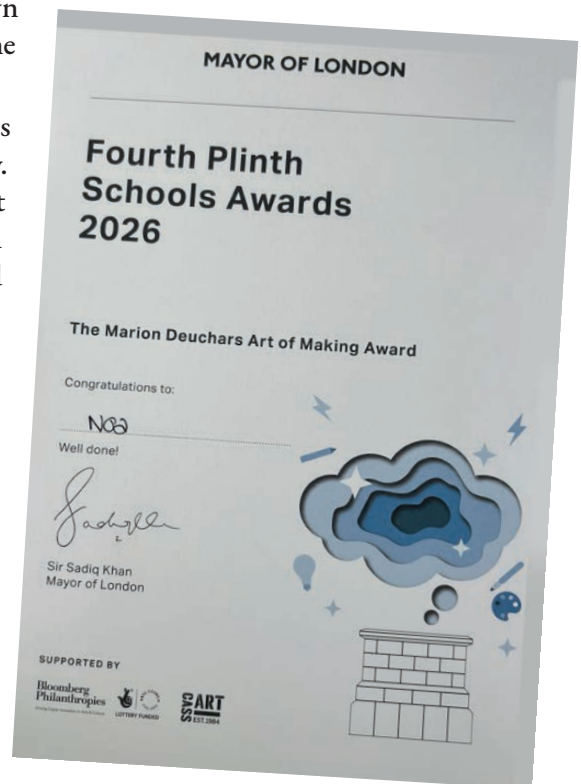 MAYOR OF LONDON
Fourth Plinth
Schools Awards
2026
The Marion Deuchars Art of Making Award
Congratulations to:
Noa
Well done!
Sir Sadiq Khan
Mayor of London
SUPPORTED BY
Bloomberg
Philanthropies
LOTTERY FUNDED
CASS
ART
EST.1984